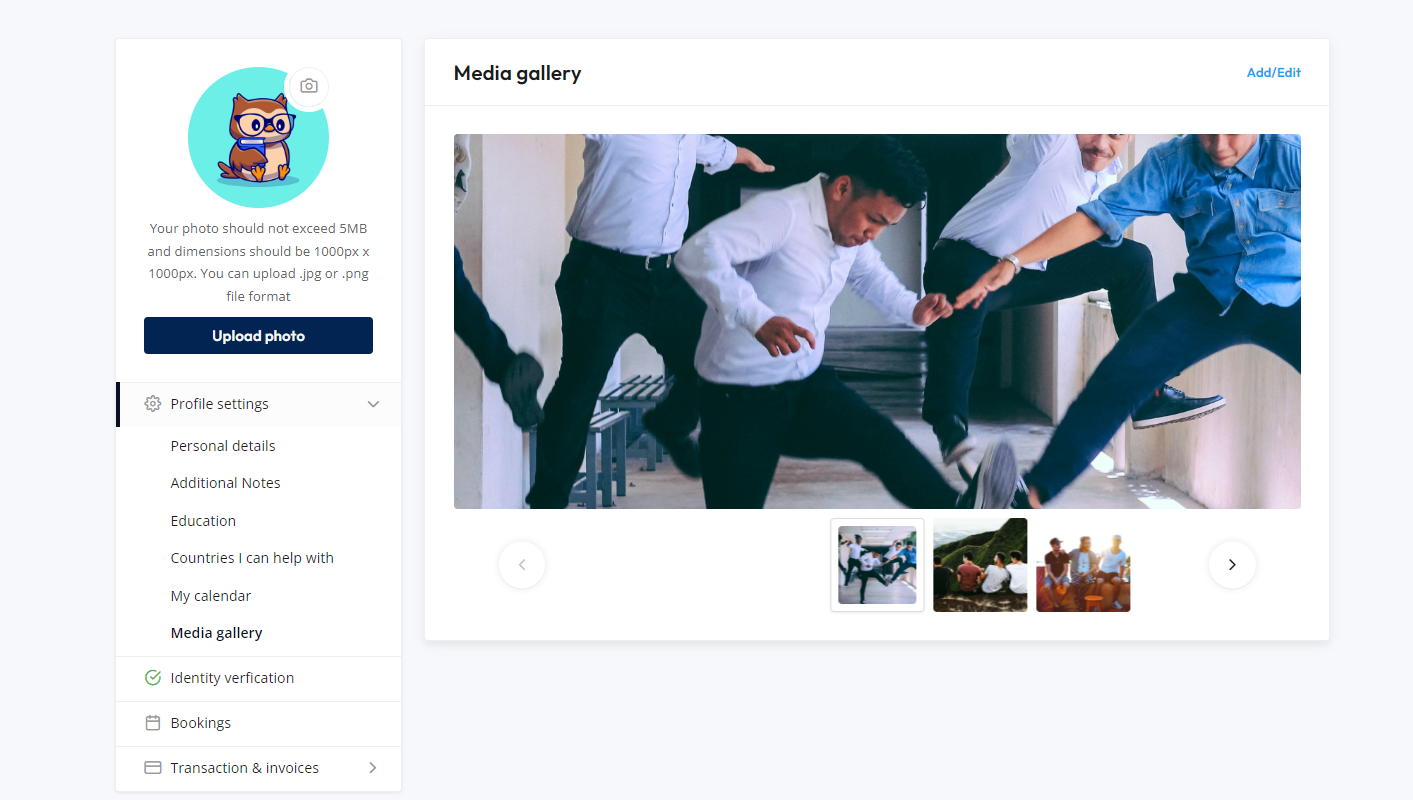 Your photo should not exceed 5MB
and dimensions should be 1000px x
1000px. You can upload .jpg or .png
file format
Upload photo
Profile settings
Personal details
Additional Notes
Education
Countries I can help with
My calendar
Media gallery
Identity verfication
Bookings
Transaction & invoices
Media gallery
Add/Edit